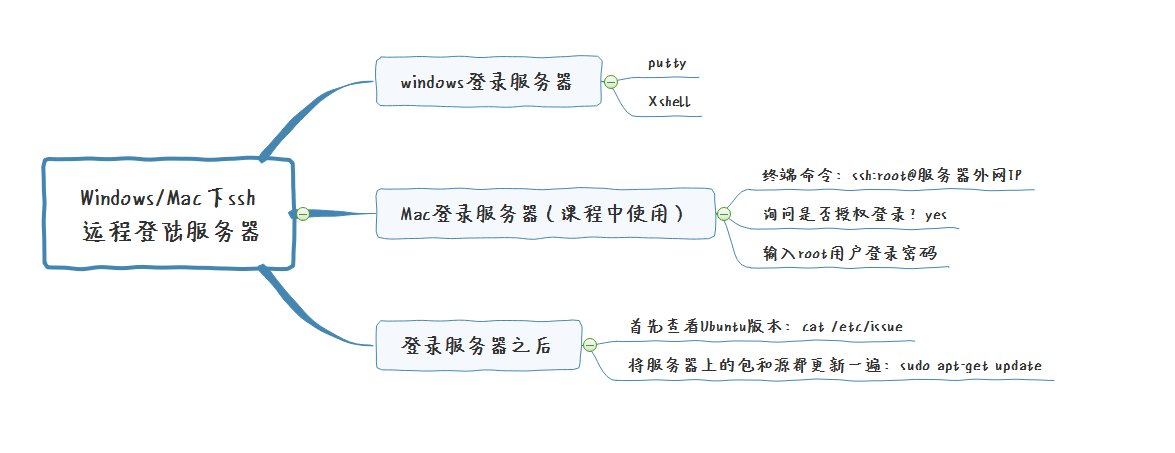 Windows/Mac下ssh
远程登陆服务器
windows登录服务器
putty
Xshell
Mac登录服务器(课程中使用)
终端命令：ssh:root@服务器外网IP
询问是否授权登录？yes
输入root用户登录密码
登录服务器之后
首先查看Ubuntu版本：cat /etc/issue
将服务器上的包和源都更新一遍：sudo apt-get update